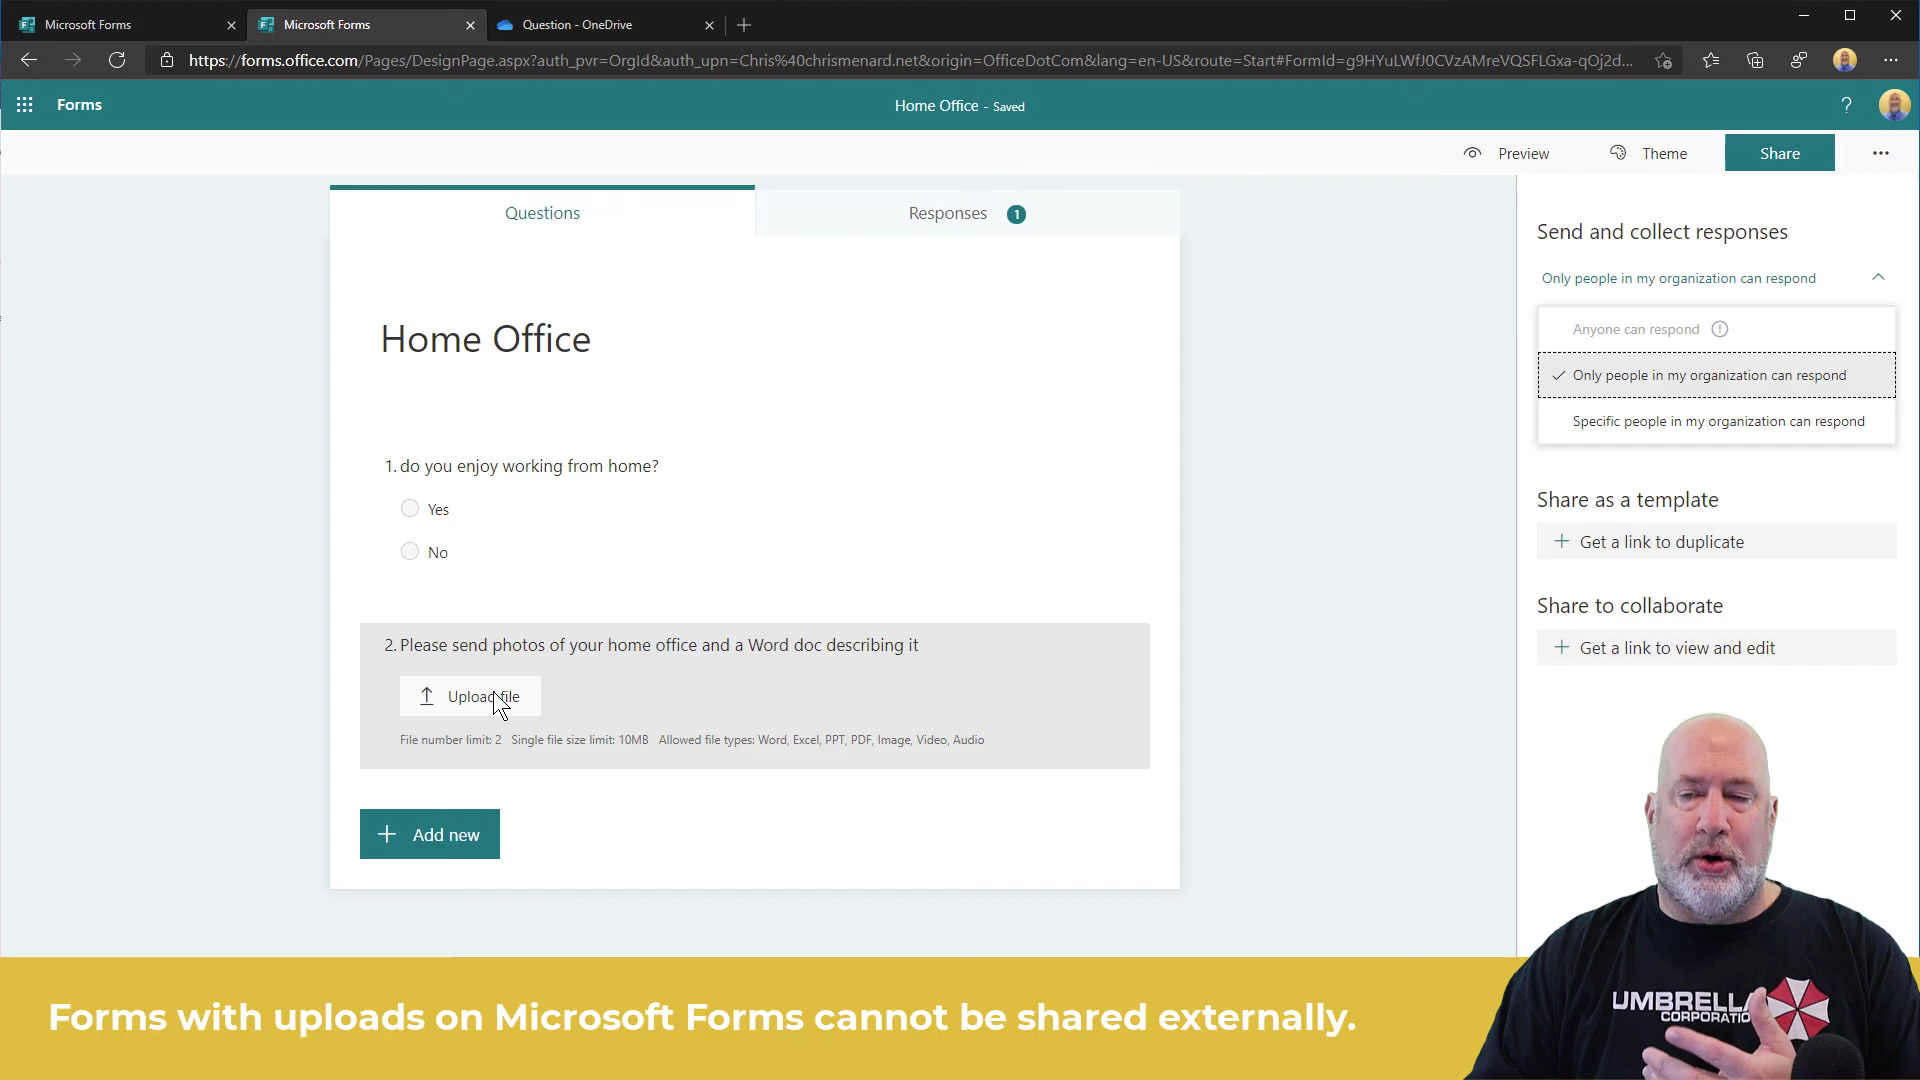 Microsoft Forms
Microsoft Forms
Question - OneDrive
https://forms.office.com/Pages/DesignPage.aspx?auth_pvr=OrgId&auth_upn=Chris%40chrismenard.net&origin=OfficeDotCom&lang=en-US&route=Start#FormId=g9HYuLWfJ0CVzAMreVQSFLGxa-qOj2d...
Forms
Home Office - Saved
?
Preview
Theme
Share
Questions
Responses 1
Home Office
1. do you enjoy working from home?
Yes
No
2. Please send photos of your home office and a Word doc describing it
Upload file
File number limit: 2 Single file size limit: 10MB Allowed file types: Word, Excel, PPT, PDF, Image, Video, Audio
Add new
Send and collect responses
Only people in my organization can respond
Anyone can respond
Only people in my organization can respond
Specific people in my organization can respond
Share as a template
Get a link to duplicate
Share to collaborate
Get a link to view and edit
Forms with uploads on Microsoft Forms cannot be shared externally.